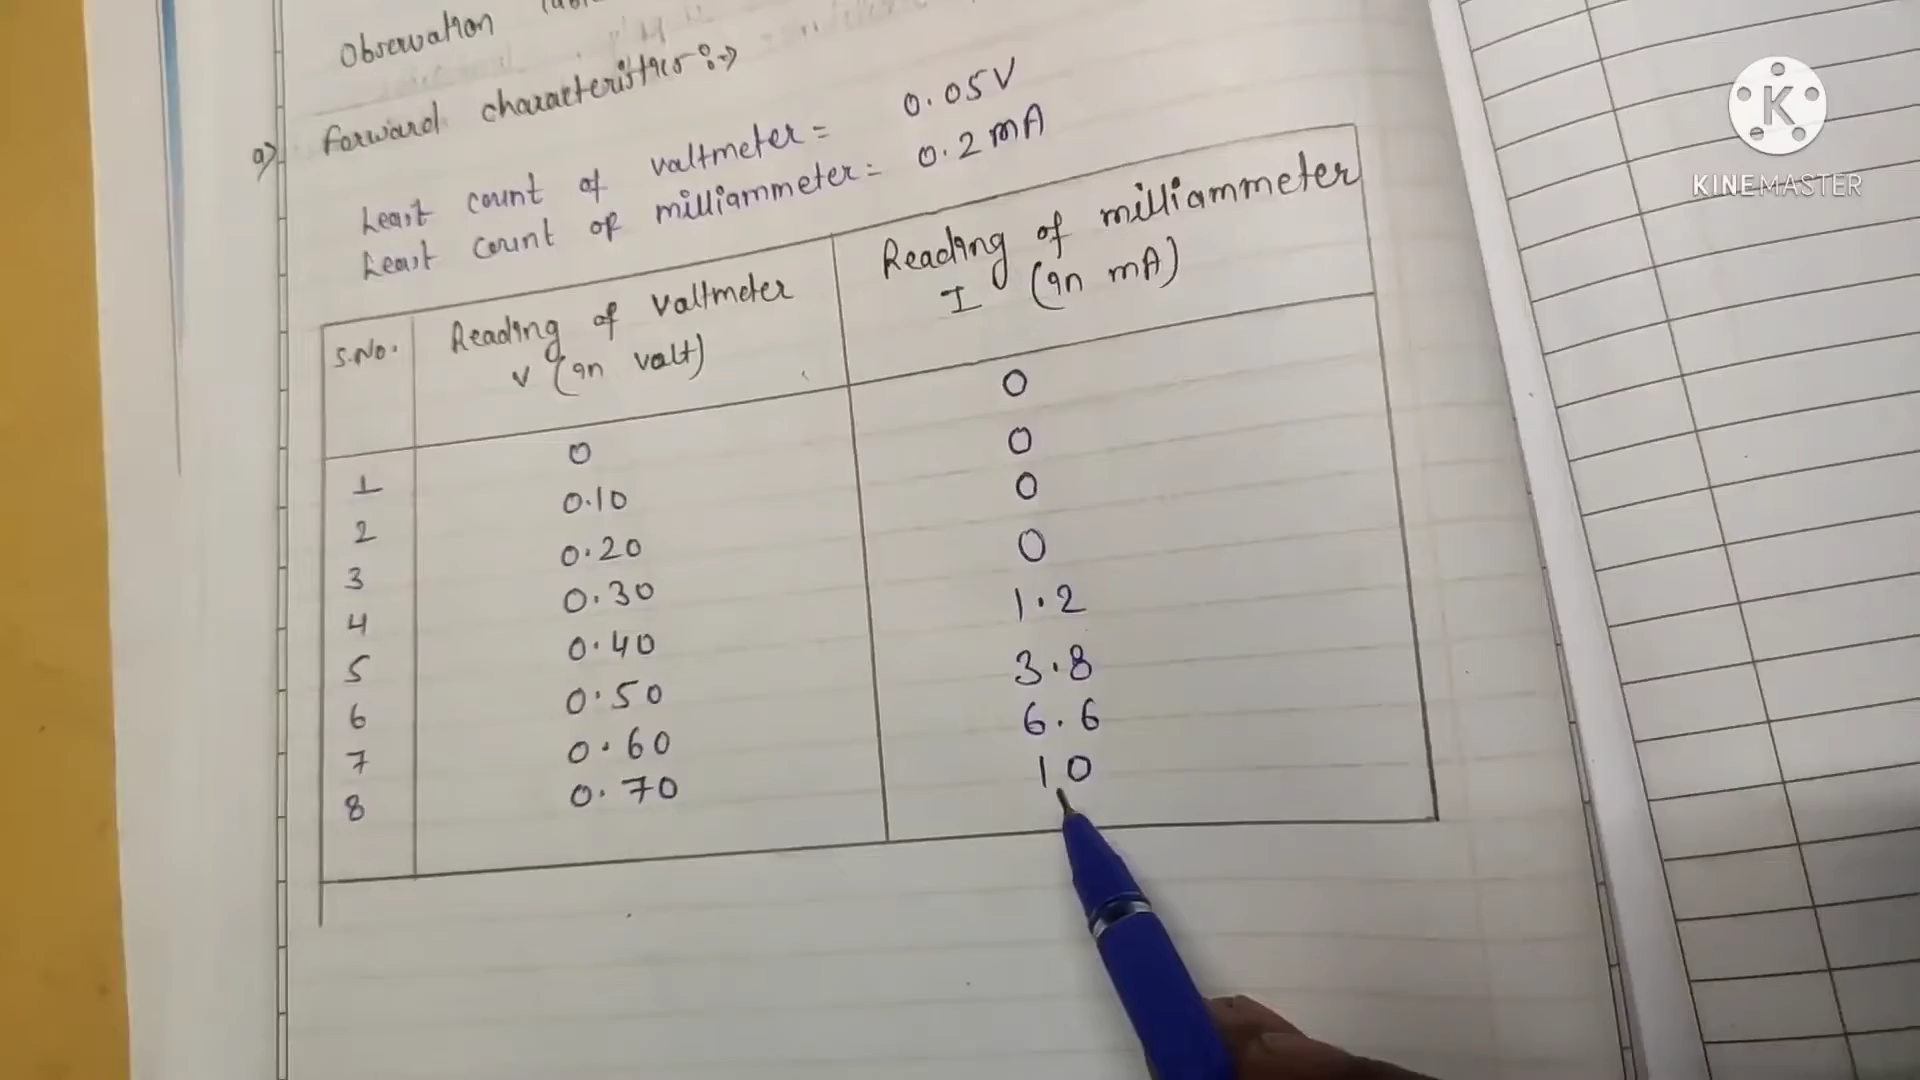 Observation
a) Forward characteristics :->
Least count of valtmeter = 0.05V
Least count of milliammeter = 0.2 mA
S.No. Reading of valtmeter V (in valt) Reading of milliammeter I (in mA)
1 0 0
2 0.10 0
3 0.20 0
4 0.30 0
5 0.40 1.2
6 0.50 3.8
7 0.60 6.6
8 0.70 10
K
KINEMASTER